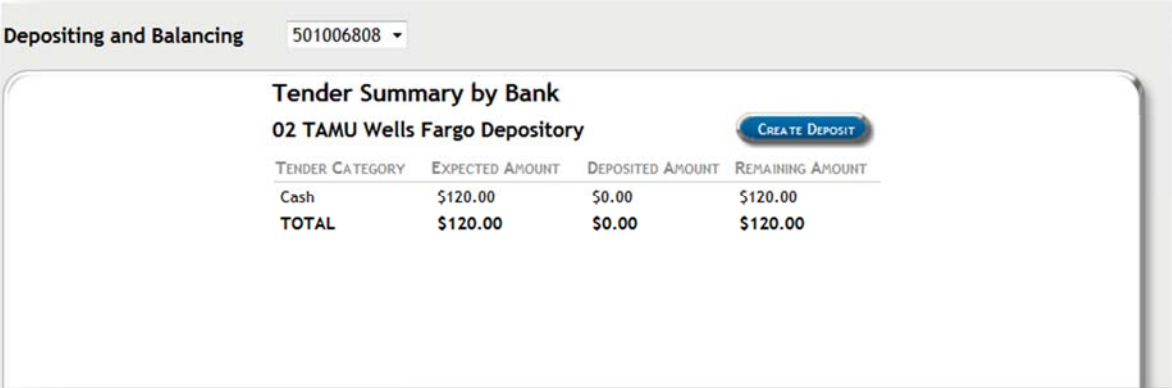 Depositing and Balancing 501006808
Tender Summary by Bank
02 TAMU Wells Fargo Depository CREATE DEPOSIT
TENDER CATEGORY EXPECTED AMOUNT DEPOSITED AMOUNT REMAINING AMOUNT
Cash $120.00 $0.00 $120.00
TOTAL $120.00 $0.00 $120.00